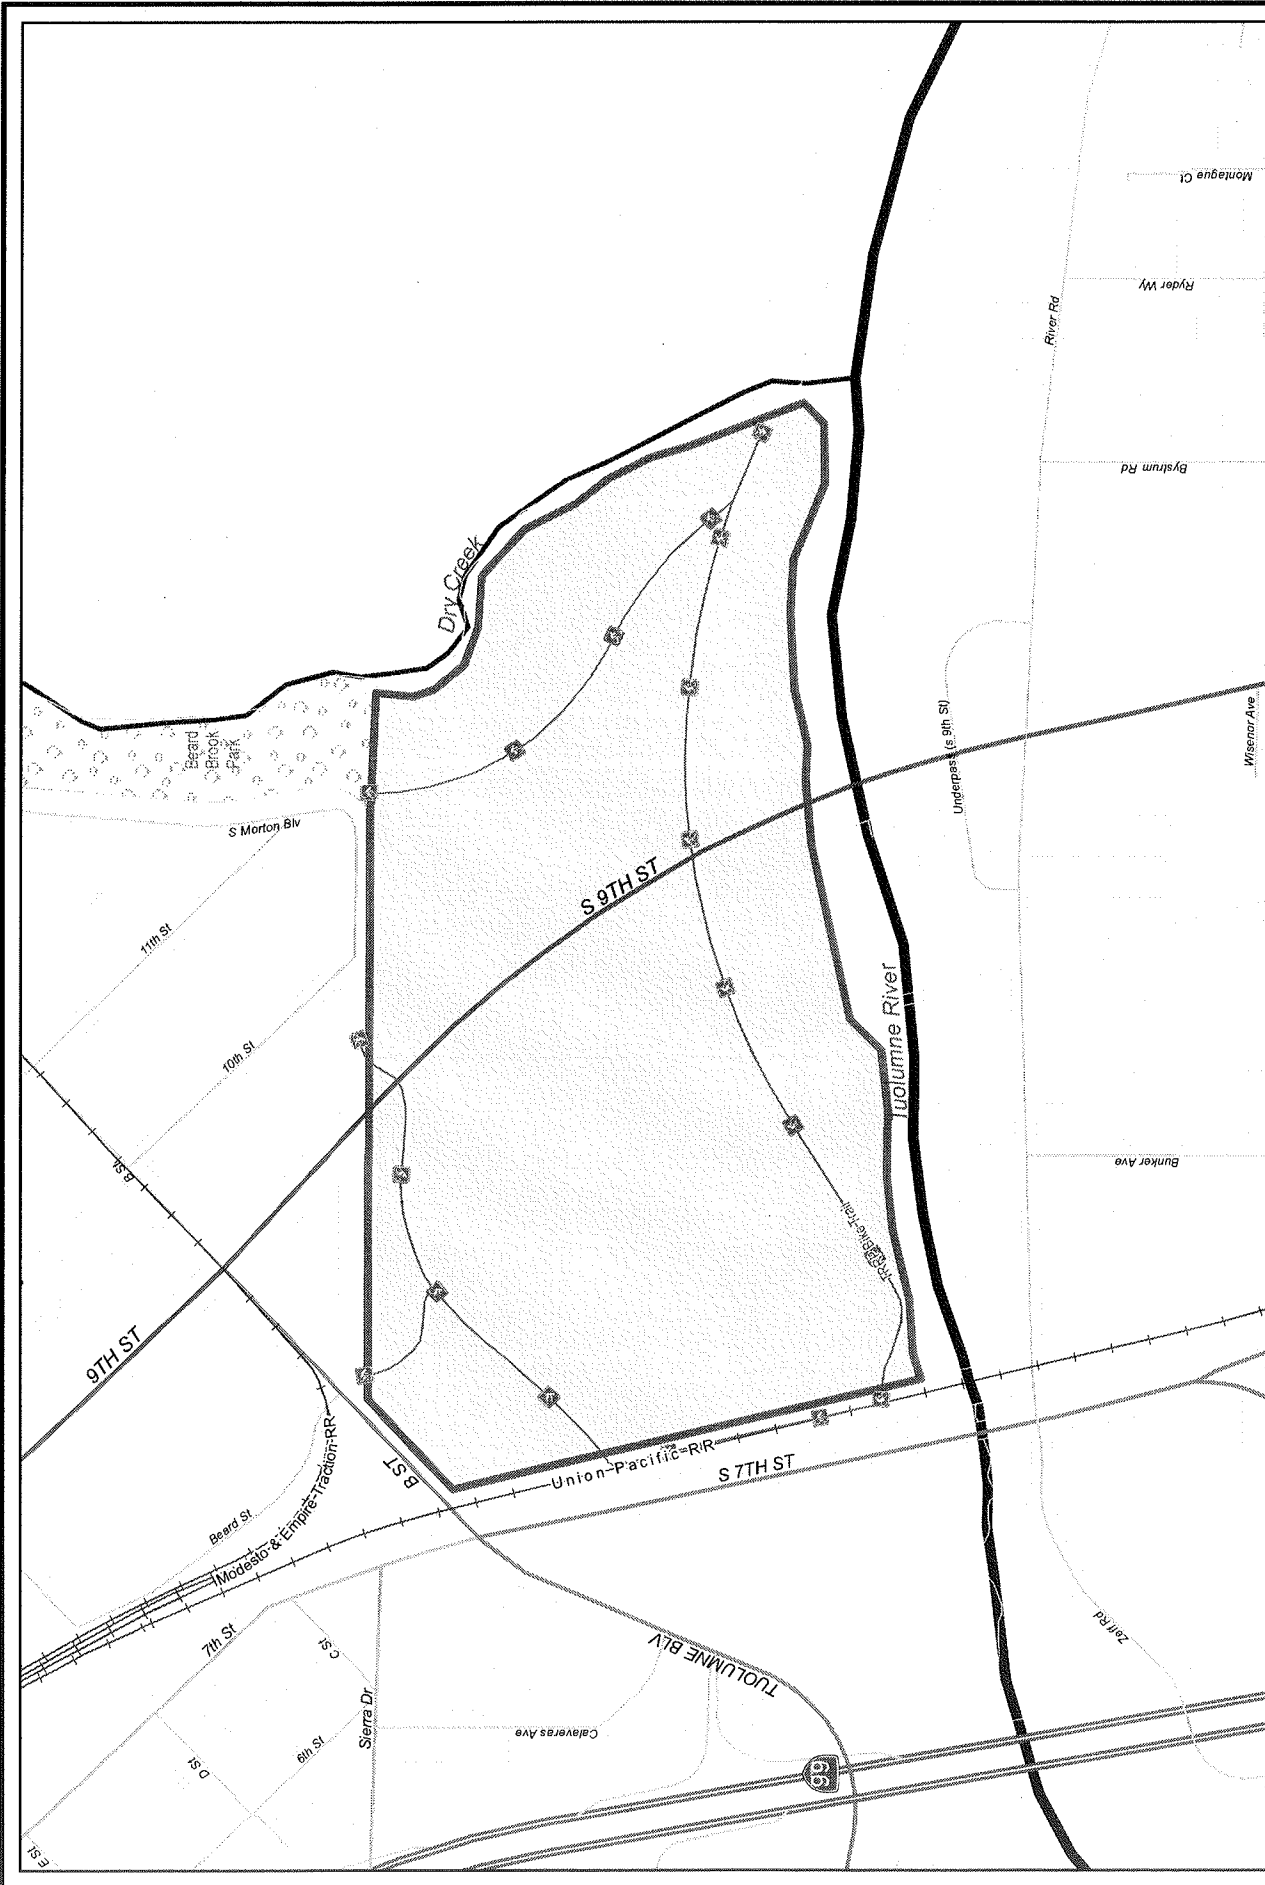 Montague Ct
Ryder Wy
River Rd
Bystrum Rd
Dry Creek
Beard
Brook
Park
S Morton Blv
Underpass (s 9th St)
Wisenor Ave
S 9TH ST
11th St
10th St
Tuolumne River
B St
Bunker Ave
9TH ST
TRRP Bike Trail
B ST
Union Pacific RR
S 7TH ST
Beard St
Modesto & Empire Traction RR
7th St
C St
Sierra Dr
TUOLUMNE BLV
Zeff Rd
Calaveras Ave
6th St
D St
99
E St